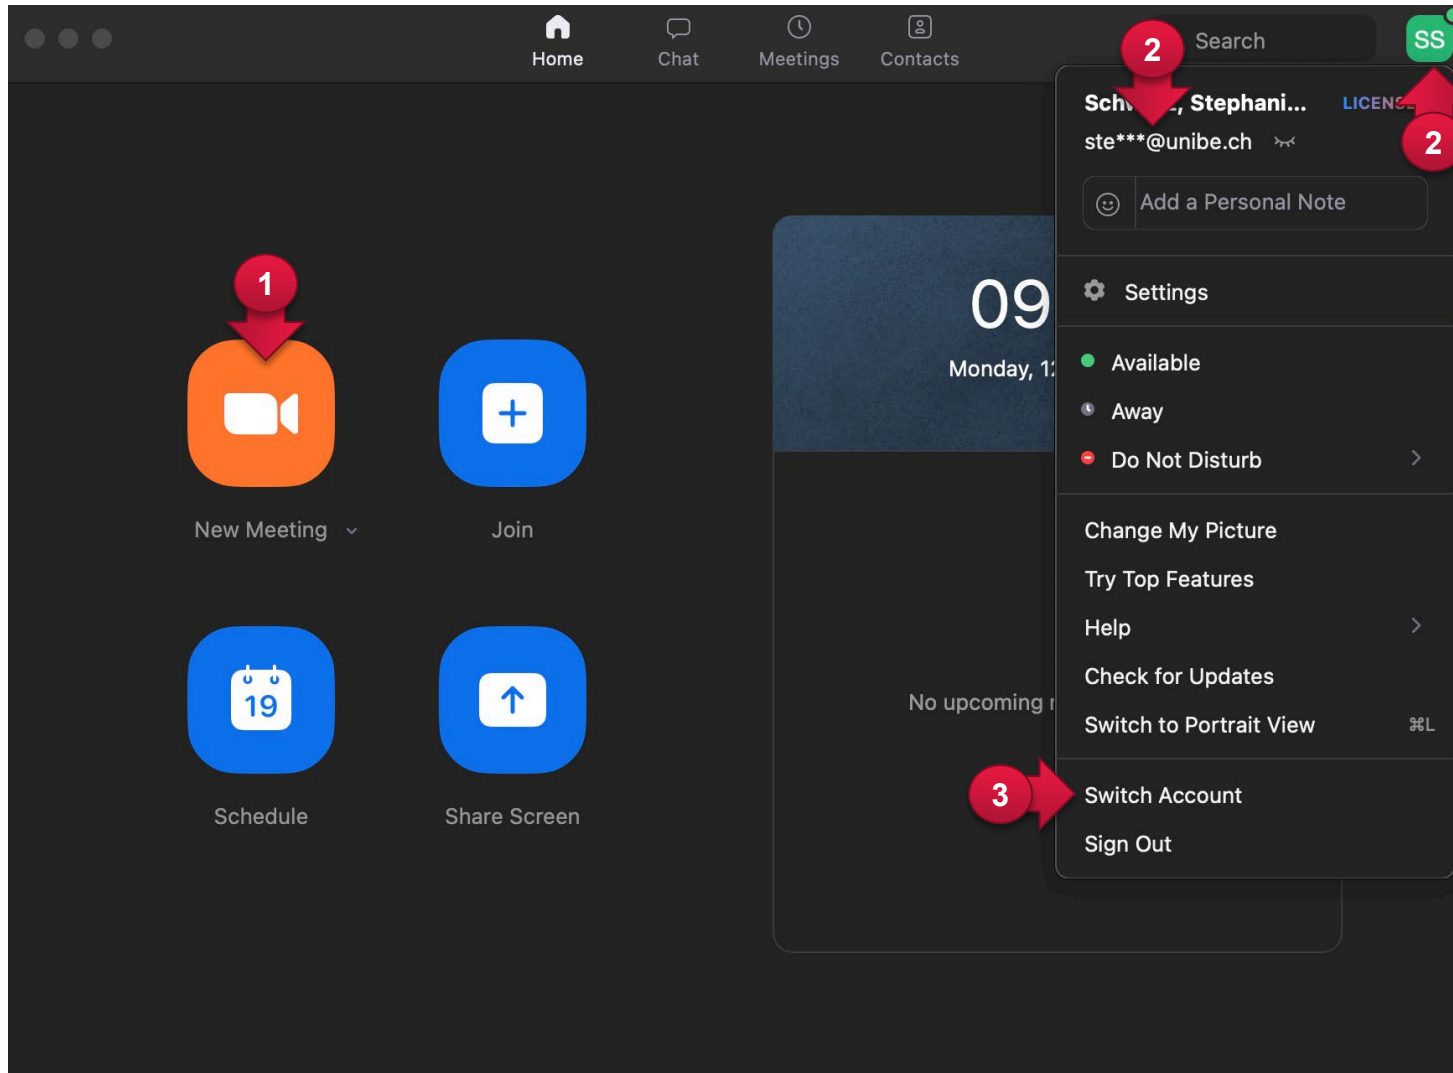 Home
Chat
Meetings
Contacts
Search
SS
2
Stephani...
ste***@unibe.ch
2
Add a Personal Note
1
09
Settings
Monday, 12
Available
Away
Do Not Disturb
New Meeting
Join
Change My Picture
Try Top Features
Help
Check for Updates
19
No upcoming
Switch to Portrait View ⌘L
3
Switch Account
Schedule
Share Screen
Sign Out